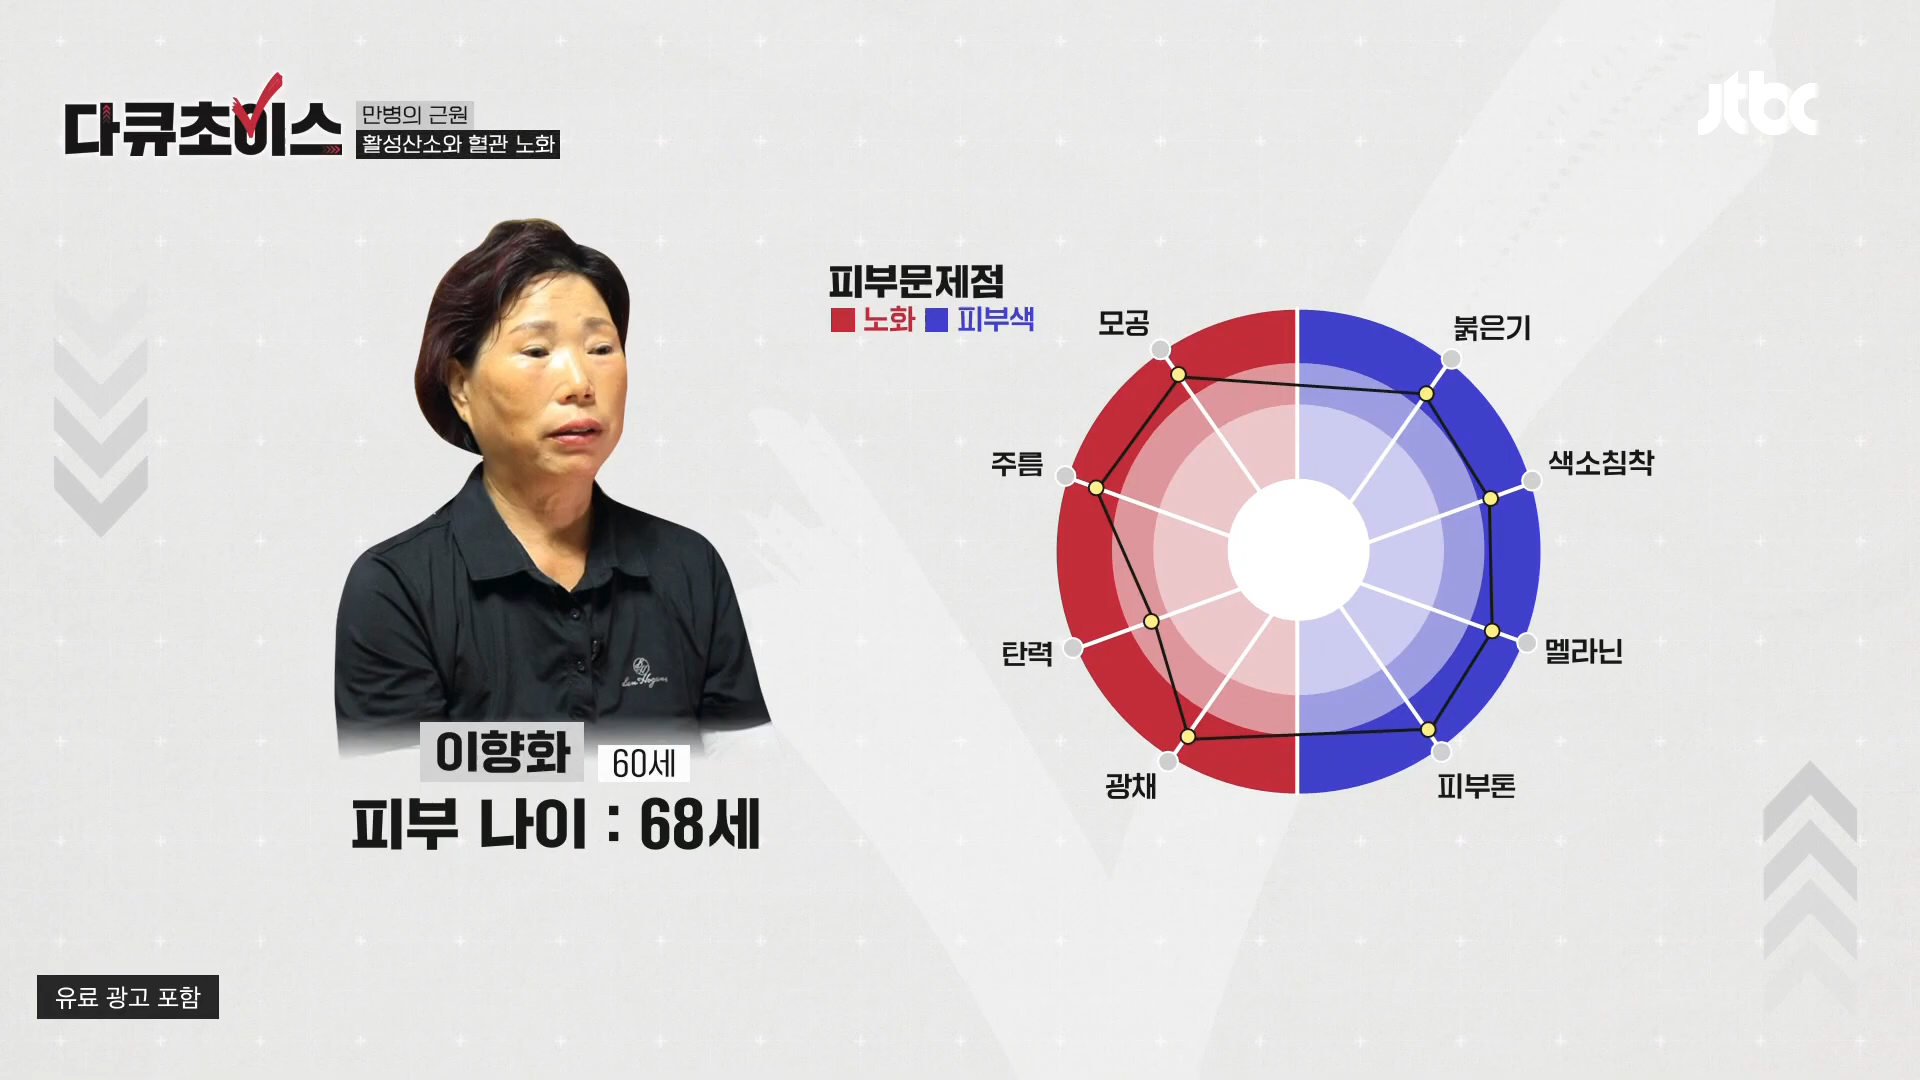 다큐초이스
만병의 근원
활성산소와 혈관 노화
jtbc
피부문제점
노화 피부색
모공
붉은기
주름
색소침착
탄력
멜라닌
광채
피부톤
이향화 60세
피부 나이 : 68세
유료 광고 포함